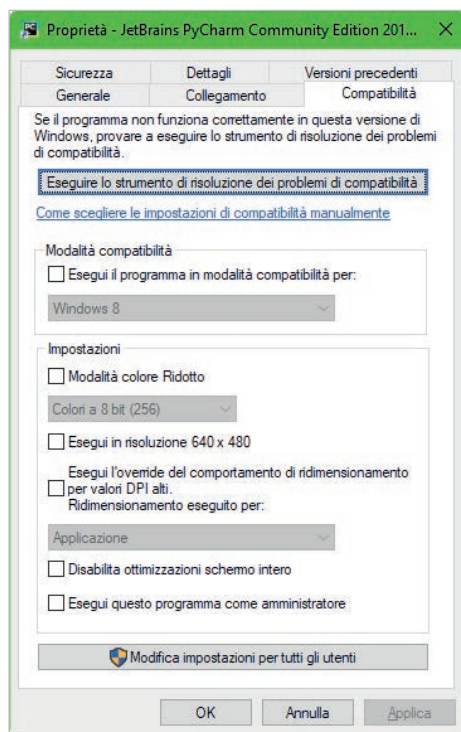 Proprietà - JetBrains PyCharm Community Edition 201...
Sicurezza Dettagli Versioni precedenti
Generale Collegamento Compatibilità
Se il programma non funziona correttamente in questa versione di
Windows, provare a eseguire lo strumento di risoluzione dei problemi
di compatibilità.
Eseguire lo strumento di risoluzione dei problemi di compatibilità
Come scegliere le impostazioni di compatibilità manualmente
Modalità compatibilità
Esegui il programma in modalità compatibilità per:
Windows 8
Impostazioni
Modalità colore Ridotto
Colori a 8 bit (256)
Esegui in risoluzione 640 x 480
Esegui l'override del comportamento di ridimensionamento
per valori DPI alti.
Ridimensionamento eseguito per:
Applicazione
Disabilita ottimizzazioni schermo intero
Esegui questo programma come amministratore
Modifica impostazioni per tutti gli utenti
OK Annulla Applica